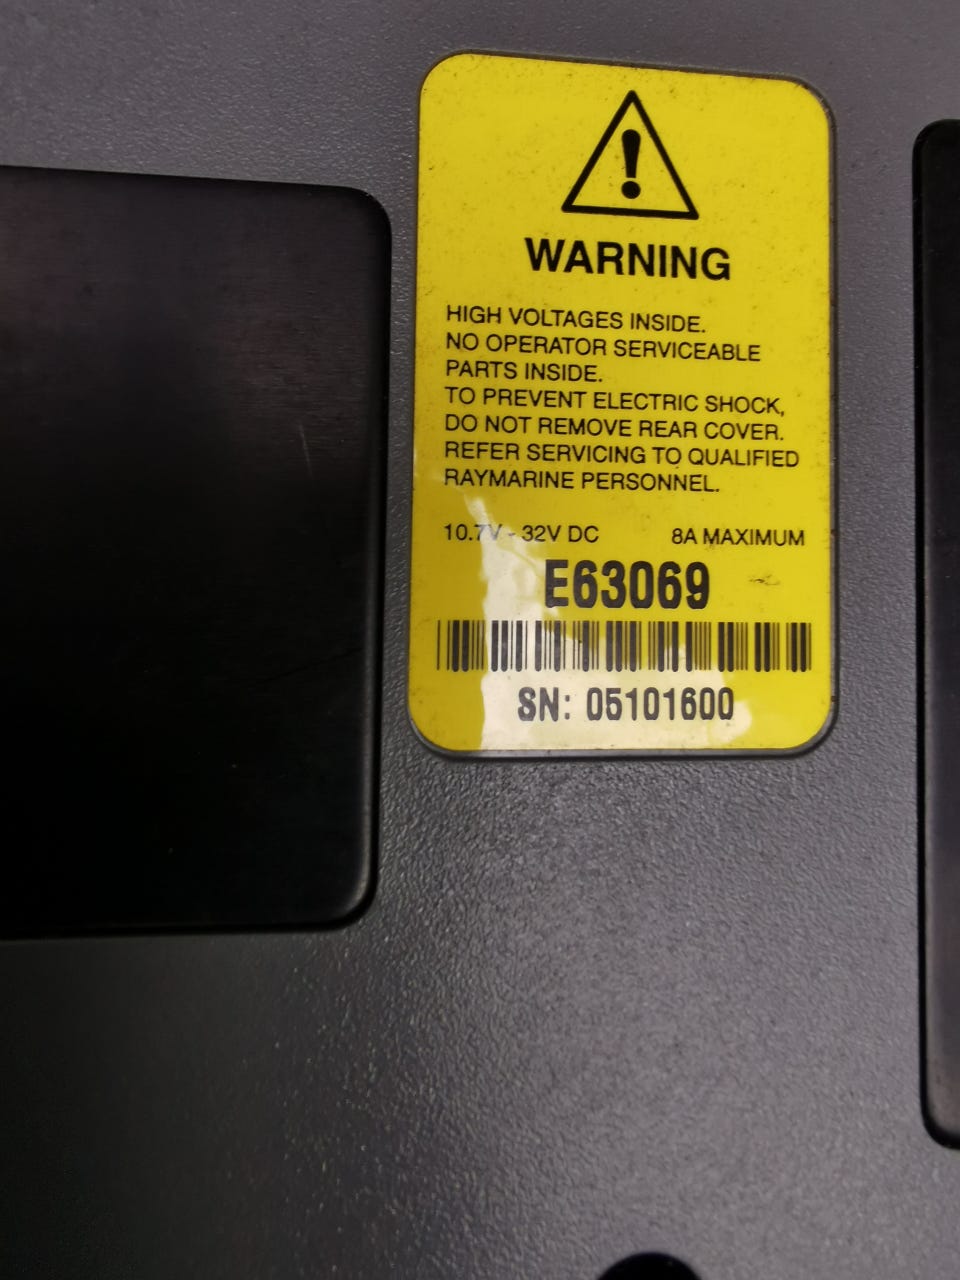 WARNING
HIGH VOLTAGES INSIDE.
NO OPERATOR SERVICEABLE
PARTS INSIDE.
TO PREVENT ELECTRIC SHOCK,
DO NOT REMOVE REAR COVER.
REFER SERVICING TO QUALIFIED
RAYMARINE PERSONNEL.
10.7V - 32V DC 8A MAXIMUM
E63069
SN: 05101600